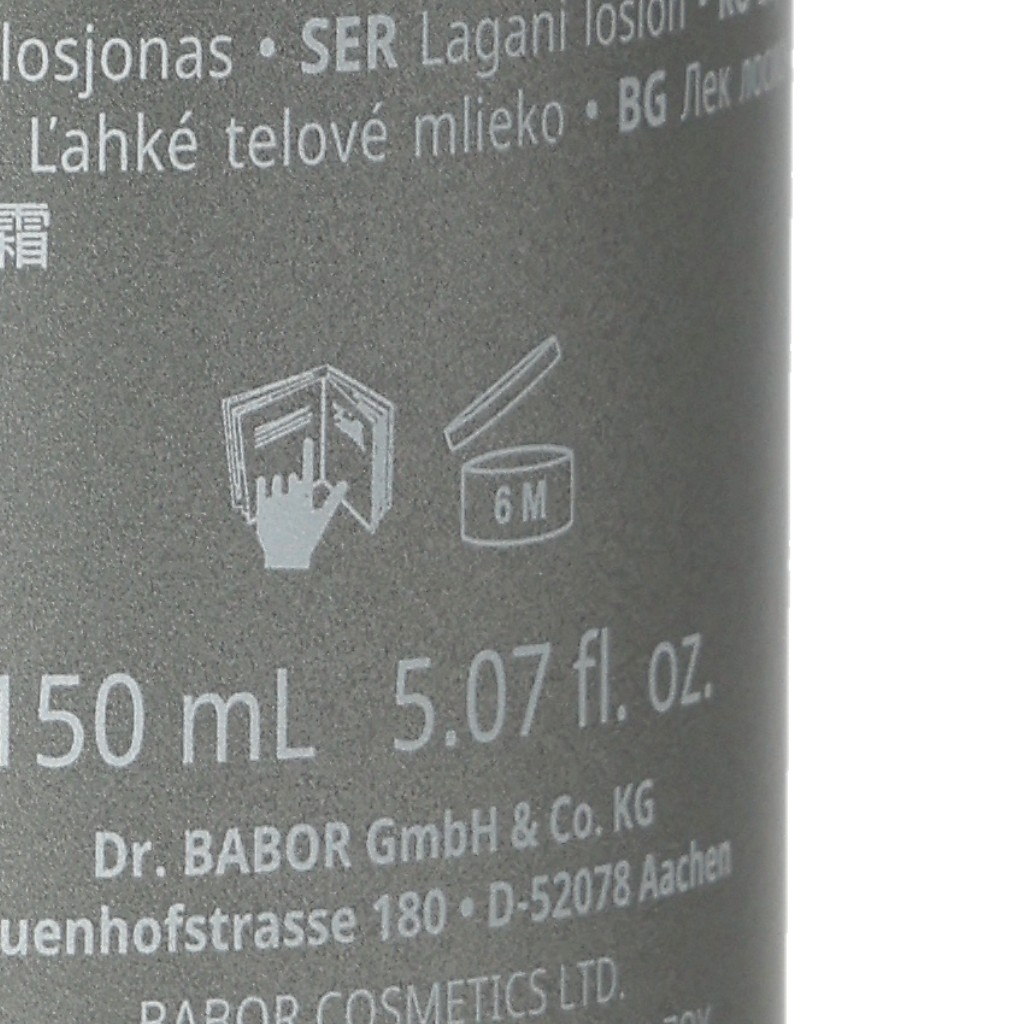 losjonas • SER Lagani losion •
Ľahké telové mlieko • BG Лек
霜
6 M
150 mL 5.07 fl. oz.
Dr. BABOR GmbH & Co. KG
uenhofstrasse 180 • D-52078 Aachen
BABOR COSMETICS LTD.